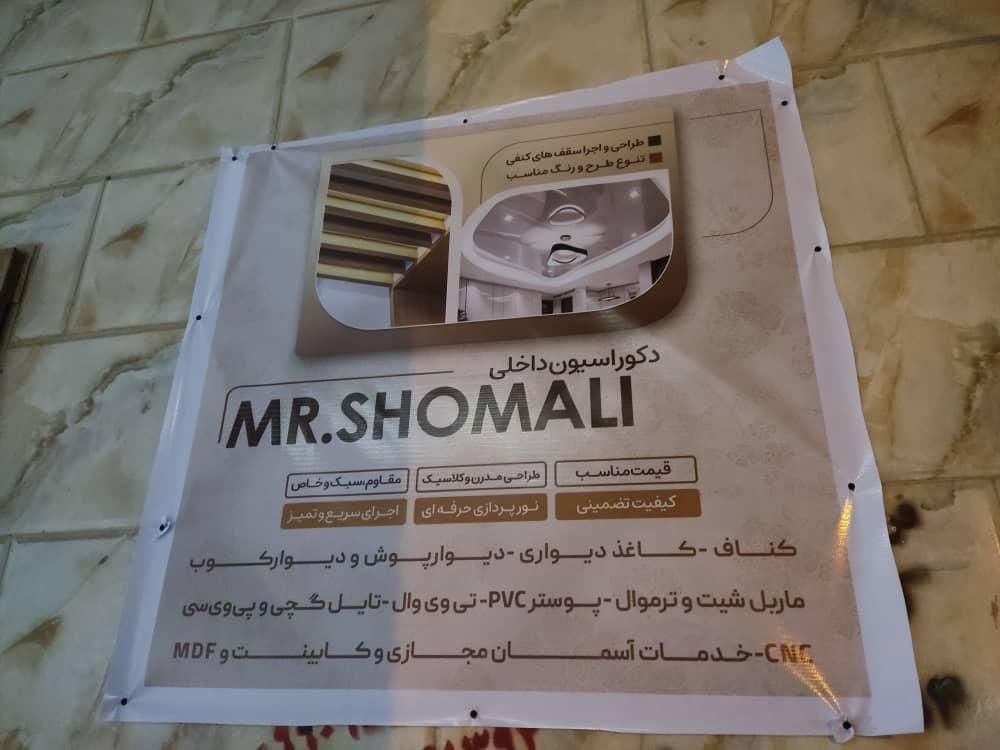 طراحی و اجرا سقف های کنفی
تنوع طرح و رنگ مناسب
دکوراسیون داخلی
MR.SHOMALI
قیمت مناسب
طراحی مدرن و کلاسیک
مقاوم،سبک و خاص
کیفیت تضمینی
نورپردازی حرفه ای
اجرای سریع و تمیز
کناف -کاغذ دیواری -دیوارپوش و دیوارکوب
ماربل شیت و ترموال -پوستر PVC- تی وی وال -تایل گچی و پی وی سی
CNC-خدمات آسمان مجازی و کابینت و MDF